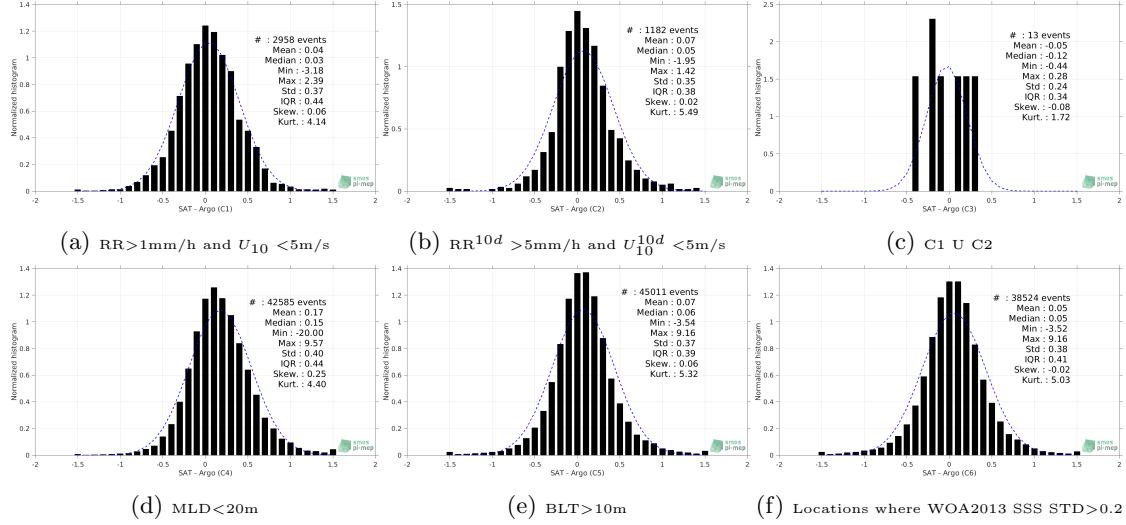 1.4
1.2
1
0.8
0.6
0.4
0.2
0
-2 -1.5 -1 -0.5 0 0.5 1 1.5 2
Normalized histogram
SAT - Argo (C1)
# : 2958 events
Mean : 0.04
Median : 0.03
Min : -3.18
Max : 2.39
Std : 0.37
IQR : 0.44
Skew. : 0.06
Kurt. : 4.14
smos
pi-mep
(a) RR>1mm/h and U10 <5m/s
1.5
1
0.5
0
-2 -1.5 -1 -0.5 0 0.5 1 1.5 2
Normalized histogram
SAT - Argo (C2)
# : 1182 events
Mean : 0.07
Median : 0.05
Min : -1.95
Max : 1.42
Std : 0.35
IQR : 0.38
Skew. : 0.02
Kurt. : 5.49
smos
pi-mep
(b) RR10d >5mm/h and U10 10d <5m/s
2.5
2
1.5
1
0.5
0
-2 -1.5 -1 -0.5 0 0.5 1 1.5 2
Normalized histogram
SAT - Argo (C3)
# : 13 events
Mean : -0.05
Median : -0.12
Min : -0.44
Max : 0.28
Std : 0.24
IQR : 0.34
Skew. : -0.08
Kurt. : 1.72
smos
pi-mep
(c) C1 U C2
1.4
1.2
1
0.8
0.6
0.4
0.2
0
-2 -1.5 -1 -0.5 0 0.5 1 1.5 2
Normalized histogram
SAT - Argo (C4)
# : 42585 events
Mean : 0.17
Median : 0.15
Min : -20.00
Max : 9.57
Std : 0.40
IQR : 0.44
Skew. : 0.25
Kurt. : 4.40
smos
pi-mep
(d) MLD<20m
1.4
1.2
1
0.8
0.6
0.4
0.2
0
-2 -1.5 -1 -0.5 0 0.5 1 1.5 2
Normalized histogram
SAT - Argo (C5)
# : 45011 events
Mean : 0.07
Median : 0.06
Min : -3.54
Max : 9.16
Std : 0.37
IQR : 0.39
Skew. : 0.06
Kurt. : 5.32
smos
pi-mep
(e) BLT>10m
1.4
1.2
1
0.8
0.6
0.4
0.2
0
-2 -1.5 -1 -0.5 0 0.5 1 1.5 2
Normalized histogram
SAT - Argo (C6)
# : 38524 events
Mean : 0.05
Median : 0.05
Min : -3.52
Max : 9.16
Std : 0.38
IQR : 0.41
Skew. : -0.02
Kurt. : 5.03
smos
pi-mep
(f) Locations where WOA2013 SSS STD>0.2